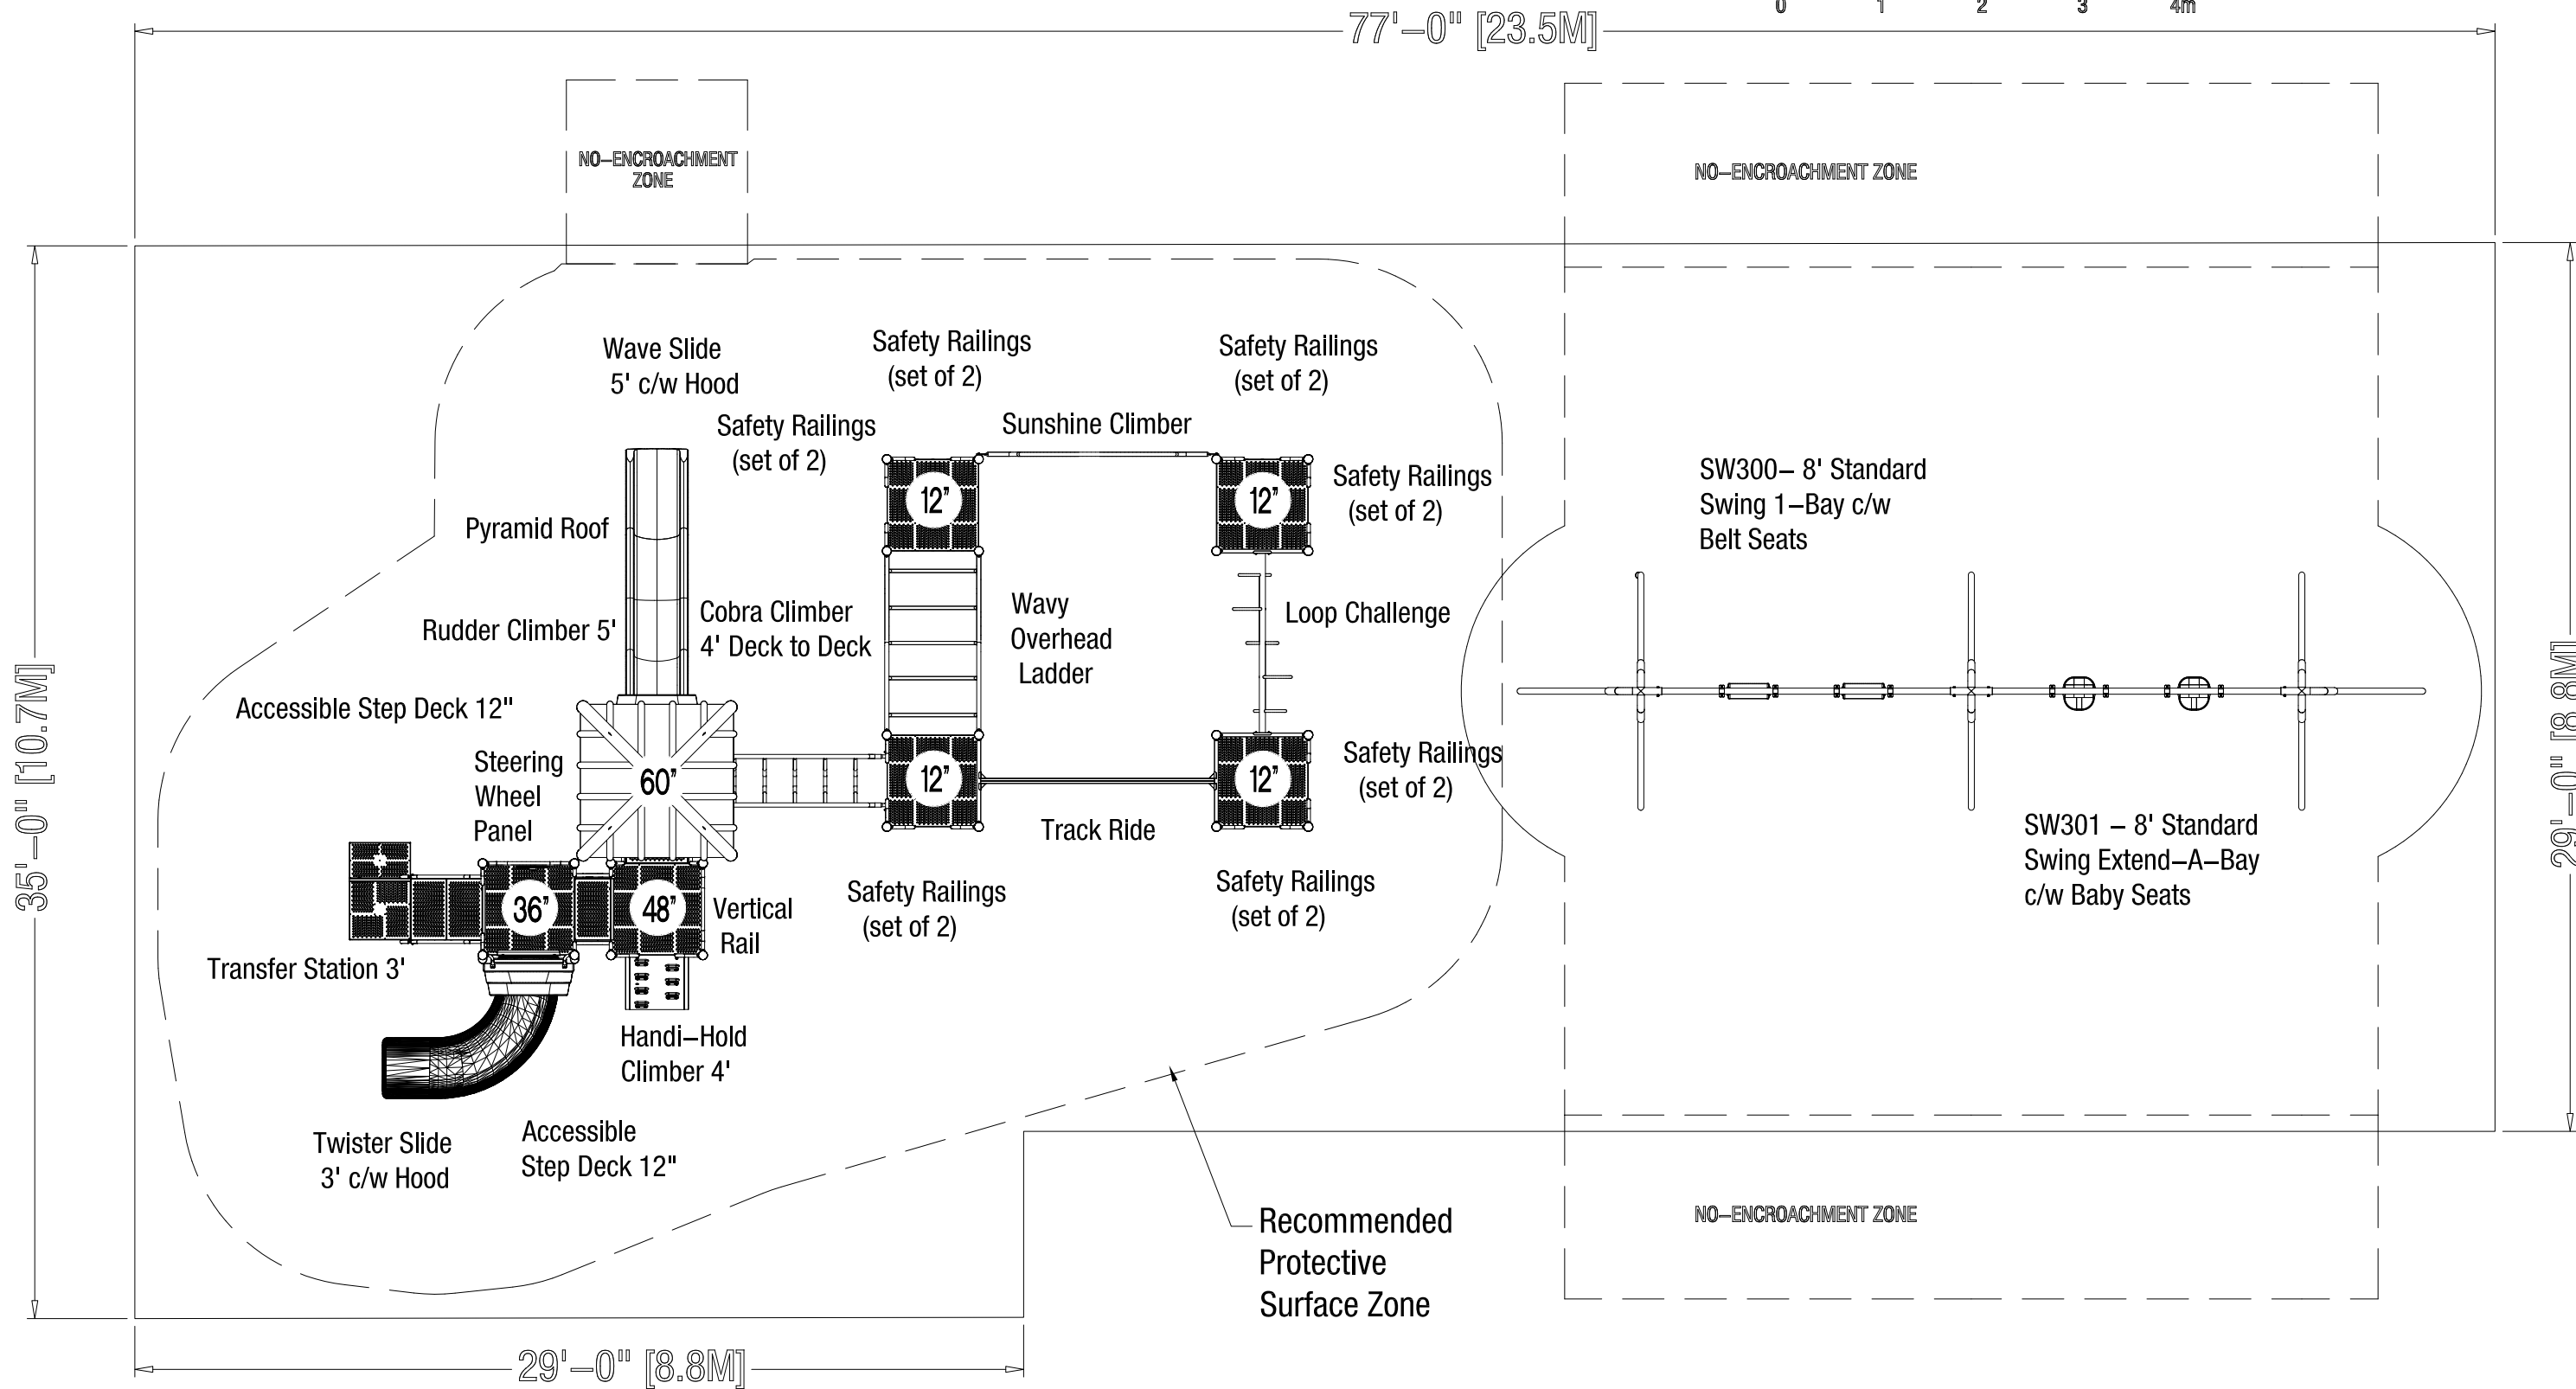 0 1 2 3 4m
77'–0" [23.5M]
NO–ENCROACHMENT
ZONE
NO–ENCROACHMENT ZONE
Wave Slide
5' c/w Hood
Safety Railings
(set of 2)
Safety Railings
(set of 2)
Safety Railings
(set of 2)
Sunshine Climber
Safety Railings
(set of 2)
12"
12"
SW300– 8' Standard
Swing 1–Bay c/w
Belt Seats
Pyramid Roof
Rudder Climber 5'
Cobra Climber
4' Deck to Deck
Wavy
Overhead
Ladder
Loop Challenge
Accessible Step Deck 12"
Steering
Wheel
Panel
60"
12"
12"
Safety Railings
(set of 2)
Track Ride
SW301 – 8' Standard
Swing Extend–A–Bay
c/w Baby Seats
35'–0" [10.7M]
29'–0" [8.8M]
36"
48"
Vertical
Rail
Safety Railings
(set of 2)
Safety Railings
(set of 2)
Transfer Station 3'
Handi–Hold
Climber 4'
Twister Slide
3' c/w Hood
Accessible
Step Deck 12"
Recommended
Protective
Surface Zone
NO–ENCROACHMENT ZONE
29'–0" [8.8M]